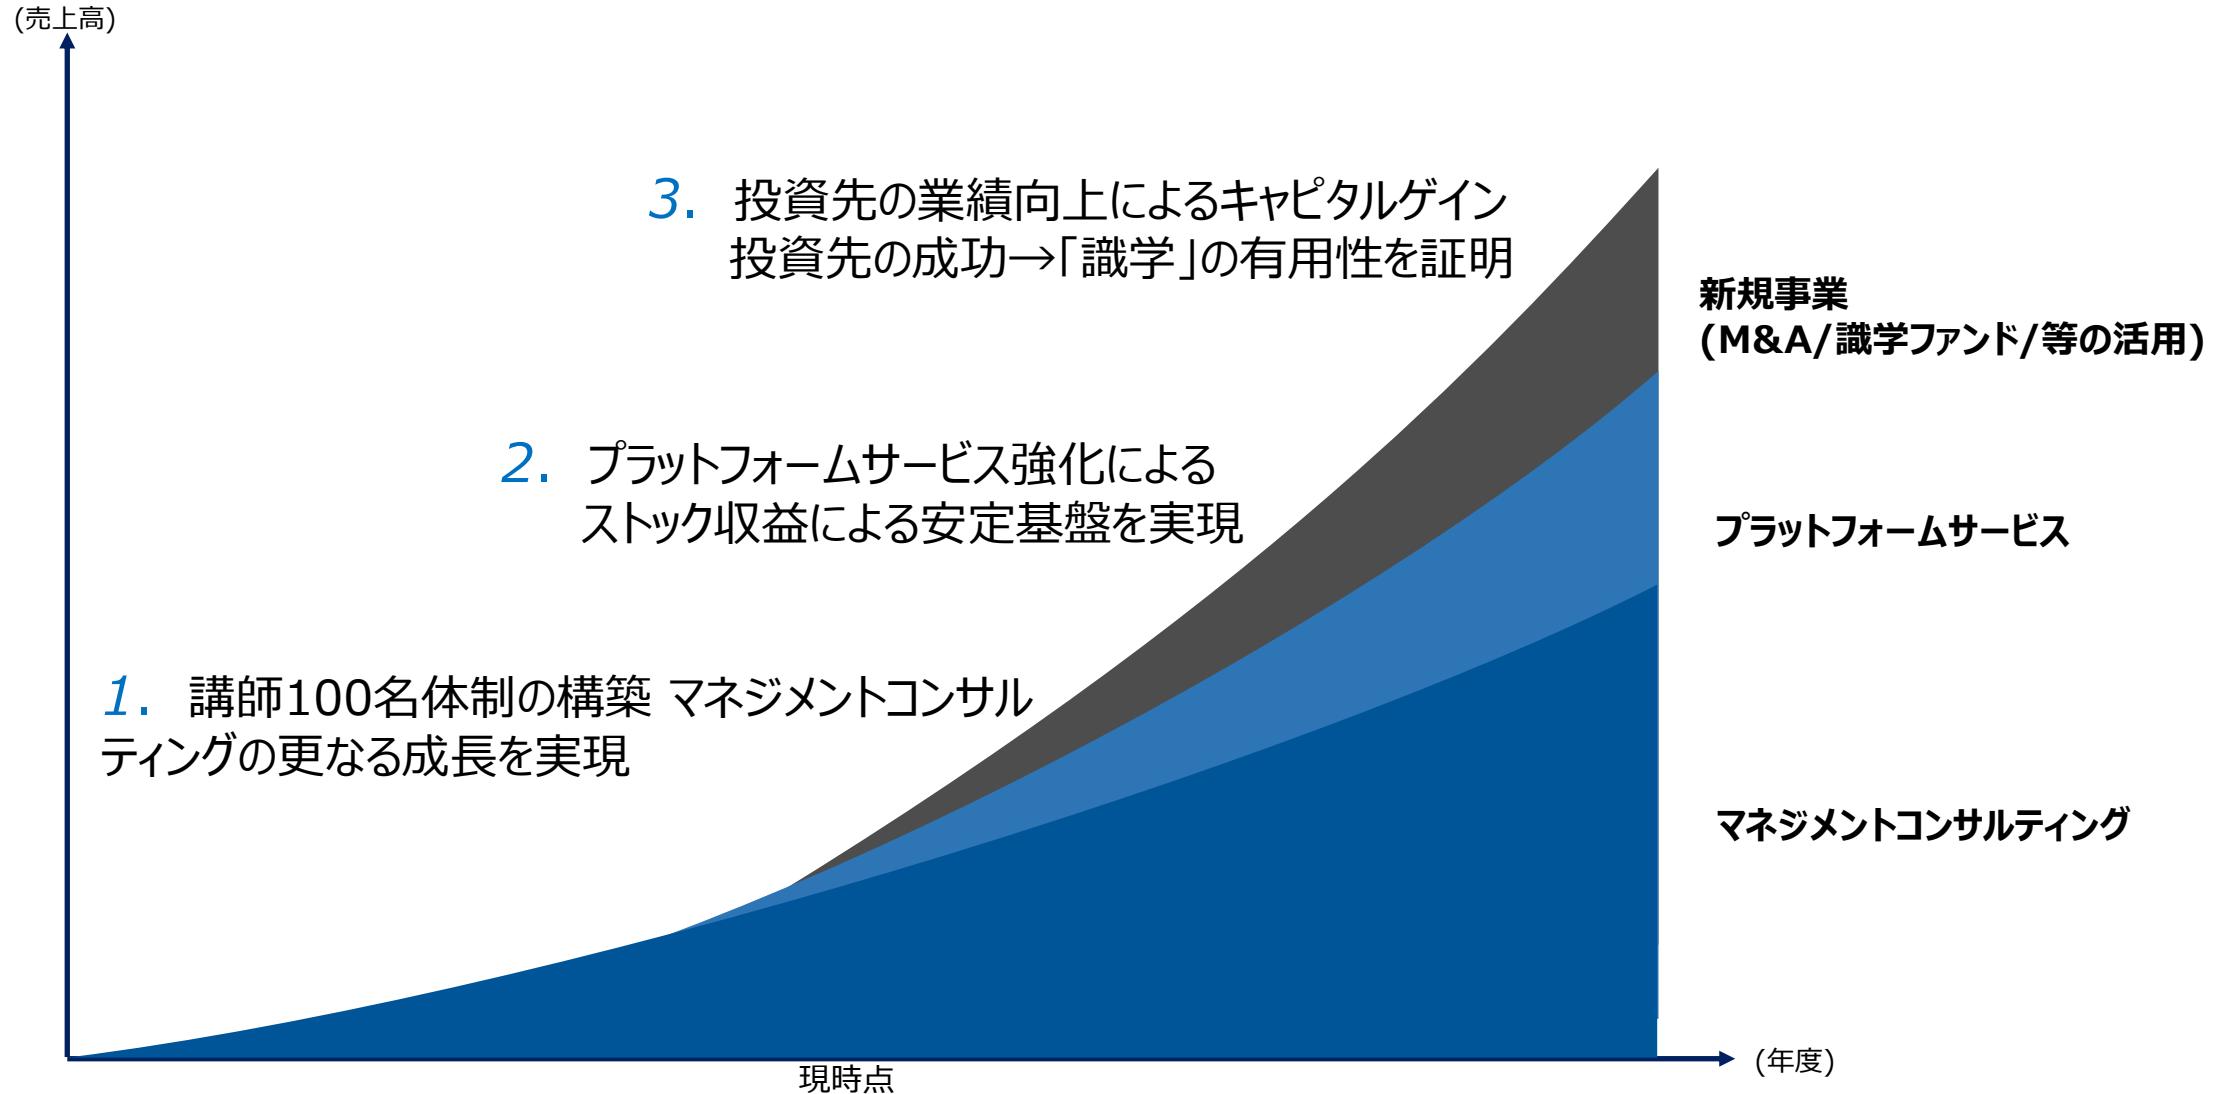 (売上高)
3. 投資先の業績向上によるキャピタルゲイン
投資先の成功→「識学」の有用性を証明
新規事業
(M&A/識学ファンド/等の活用)
2. プラットフォームサービス強化による
ストック収益による安定基盤を実現
プラットフォームサービス
1. 講師100名体制の構築 マネジメントコンサル
ティングの更なる成長を実現
マネジメントコンサルティング
現時点
(年度)